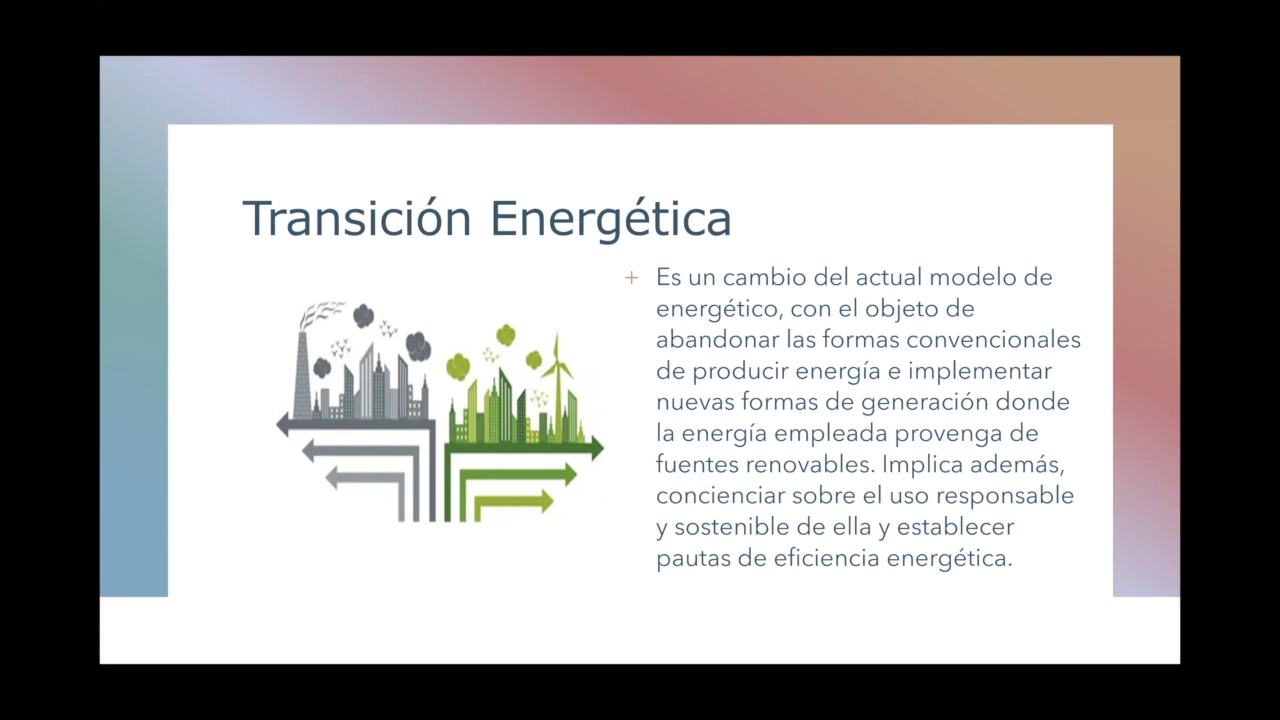 Transición Energética
+ Es un cambio del actual modelo de
energético, con el objeto de
abandonar las formas convencionales
de producir energía e implementar
nuevas formas de generación donde
la energía empleada provenga de
fuentes renovables. Implica además,
concienciar sobre el uso responsable
y sostenible de ella y establecer
pautas de eficiencia energética.